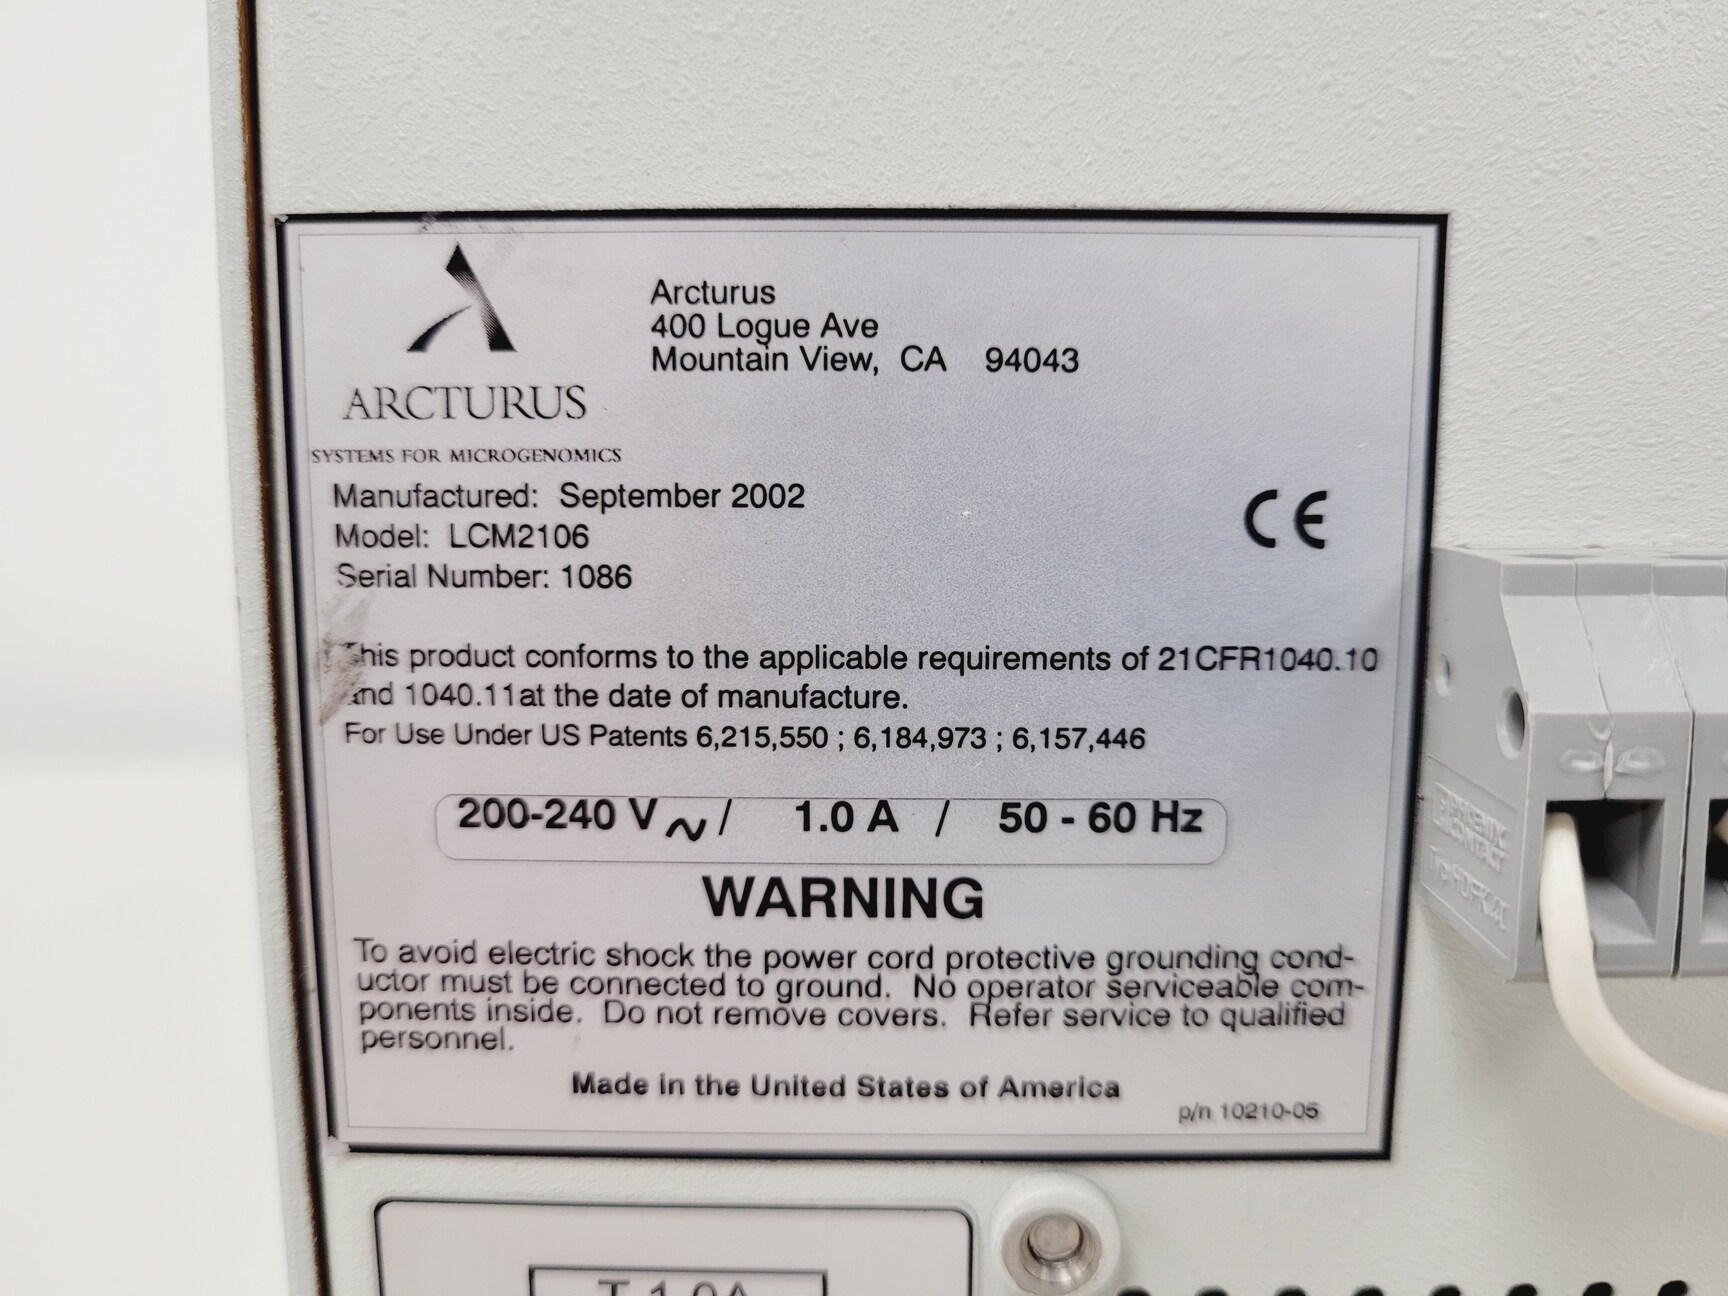 Arcturus
400 Logue Ave
Mountain View, CA 94043
ARCTURUS
SYSTEMS FOR MICROGENOMICS
Manufactured: September 2002
Model: LCM2106
Serial Number: 1086
CE
This product conforms to the applicable requirements of 21CFR1040.10
and 1040.11at the date of manufacture.
For Use Under US Patents 6,215,550 ; 6,184,973 ; 6,157,446
200-240 V ~ / 1.0 A / 50 - 60 Hz
WARNING
To avoid electric shock the power cord protective grounding cond-
uctor must be connected to ground. No operator serviceable com-
ponents inside. Do not remove covers. Refer service to qualified
personnel.
Made in the United States of America
p/n 10210-05
PHOENIX
CONTACT
T 1.0A